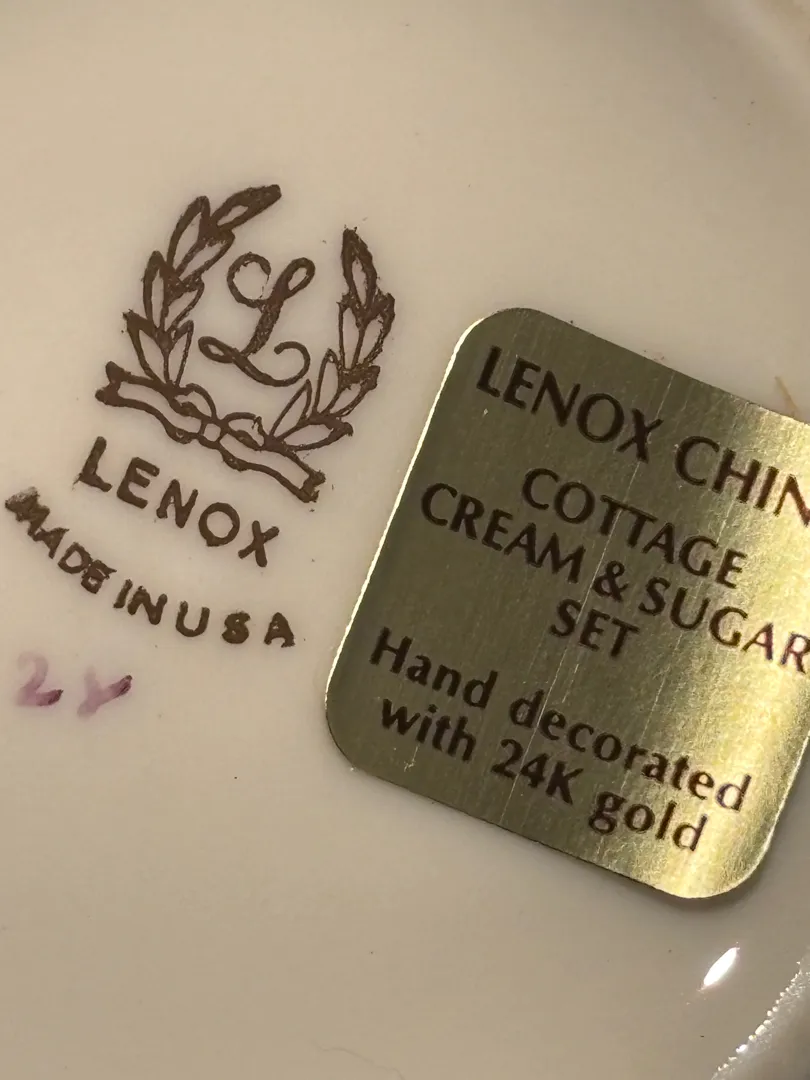 L
LENOX
MADE IN USA
LENOX CHIN
COTTAGE
CREAM & SUGAR
SET
Hand decorated
with 24K gold